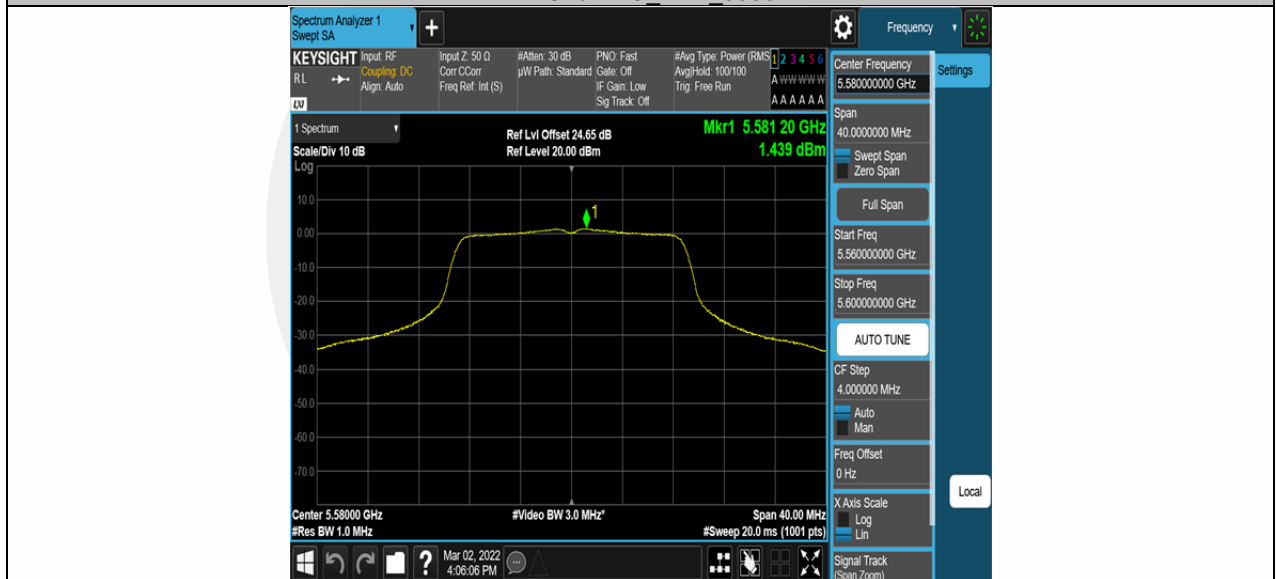 Spectrum Analyzer 1
Swept SA
+
Frequency
KEYSIGHT
RL
LXI
Input: RF
Coupling: DC
Align: Auto
Input Z: 50 Ω
Corr CCorr
Freq Ref: Int (S)
#Atten: 30 dB
µW Path: Standard
PNO: Fast
Gate: Off
IF Gain: Low
Sig Track: Off
#Avg Type: Power (RMS
Avg|Hold: 100/100
Trig: Free Run
1 2 3 4 5 6
A W W W W W
A A A A A A
1 Spectrum
Scale/Div 10 dB
Log
Ref Lvl Offset 24.65 dB
Ref Level 20.00 dBm
Mkr1 5.581 20 GHz
1.439 dBm
1
10.0
0.00
-10.0
-20.0
-30.0
-40.0
-50.0
-60.0
-70.0
Center 5.58000 GHz
#Res BW 1.0 MHz
#Video BW 3.0 MHz*
Span 40.00 MHz
#Sweep 20.0 ms (1001 pts)
?
Mar 02, 2022
4:06:06 PM
Center Frequency
5.580000000 GHz
Settings
Span
40.0000000 MHz
Swept Span
Zero Span
Full Span
Start Freq
5.560000000 GHz
Stop Freq
5.600000000 GHz
AUTO TUNE
CF Step
4.000000 MHz
Auto
Man
Freq Offset
0 Hz
X Axis Scale
Log
Lin
Local
Signal Track
(Span Zoom)